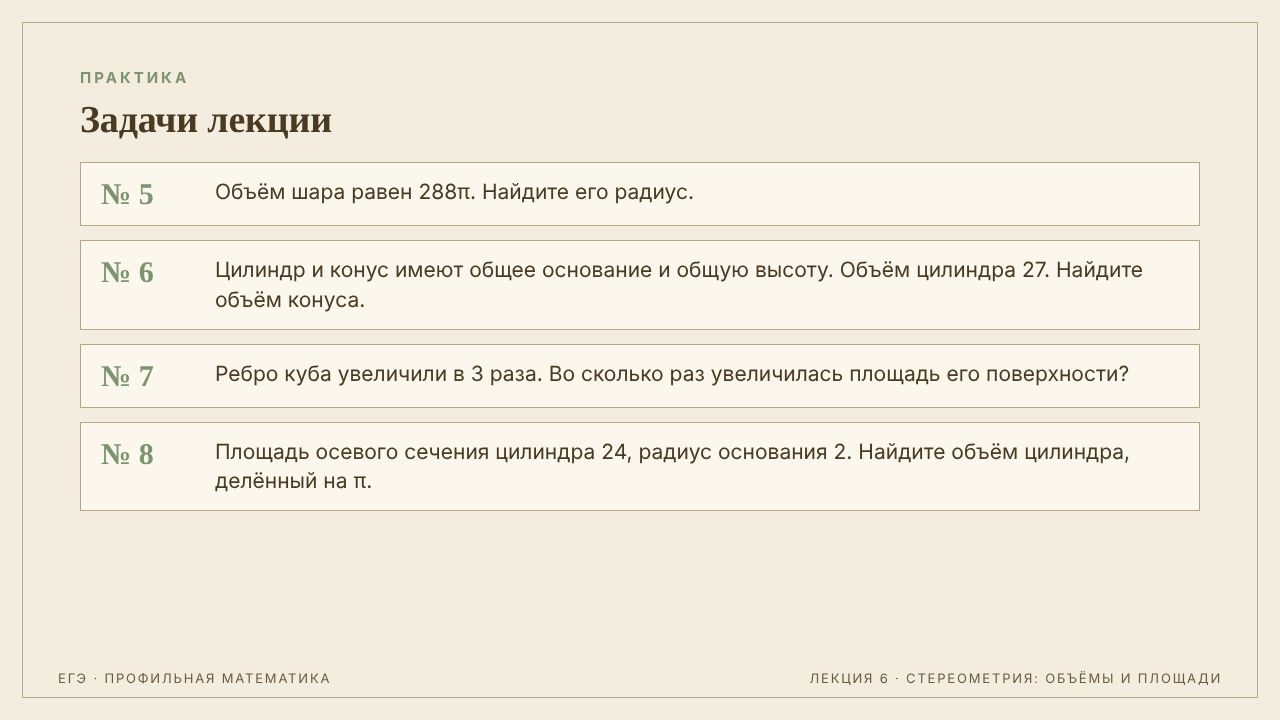 ПРАКТИКА
Задачи лекции
№ 5 Объём шара равен 288π. Найдите его радиус.
№ 6 Цилиндр и конус имеют общее основание и общую высоту. Объём цилиндра 27. Найдите
объём конуса.
№ 7 Ребро куба увеличили в 3 раза. Во сколько раз увеличилась площадь его поверхности?
№ 8 Площадь осевого сечения цилиндра 24, радиус основания 2. Найдите объём цилиндра,
делённый на π.
ЕГЭ · ПРОФИЛЬНАЯ МАТЕМАТИКА
ЛЕКЦИЯ 6 · СТЕРЕОМЕТРИЯ: ОБЪЁМЫ И ПЛОЩАДИ